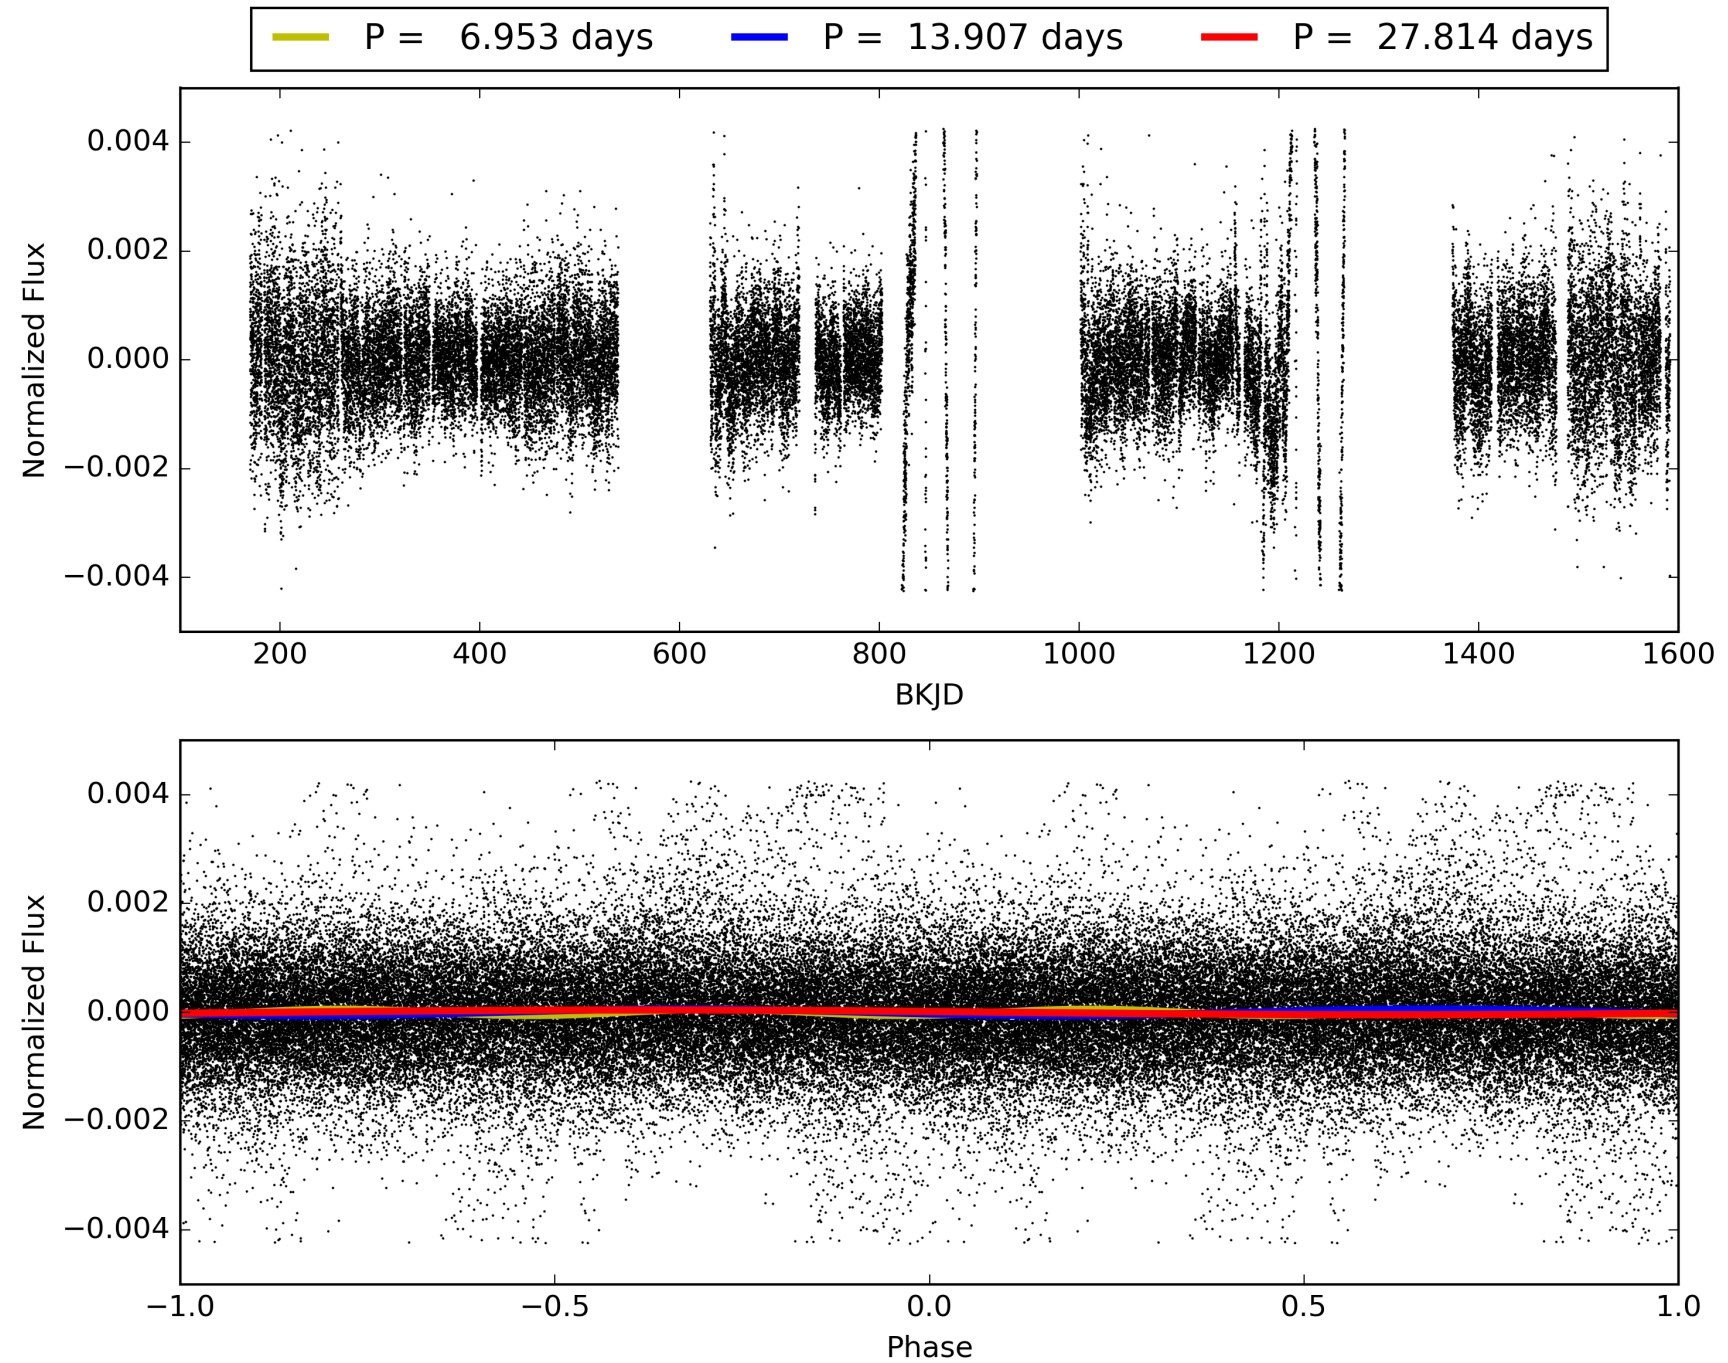 P = 6.953 days P = 13.907 days P = 27.814 days
0.004
0.002
0.000
−0.002
−0.004
Normalized Flux
200 400 600 800 1000 1200 1400 1600
BKJD
0.004
0.002
0.000
−0.002
−0.004
Normalized Flux
−1.0 −0.5 0.0 0.5 1.0
Phase